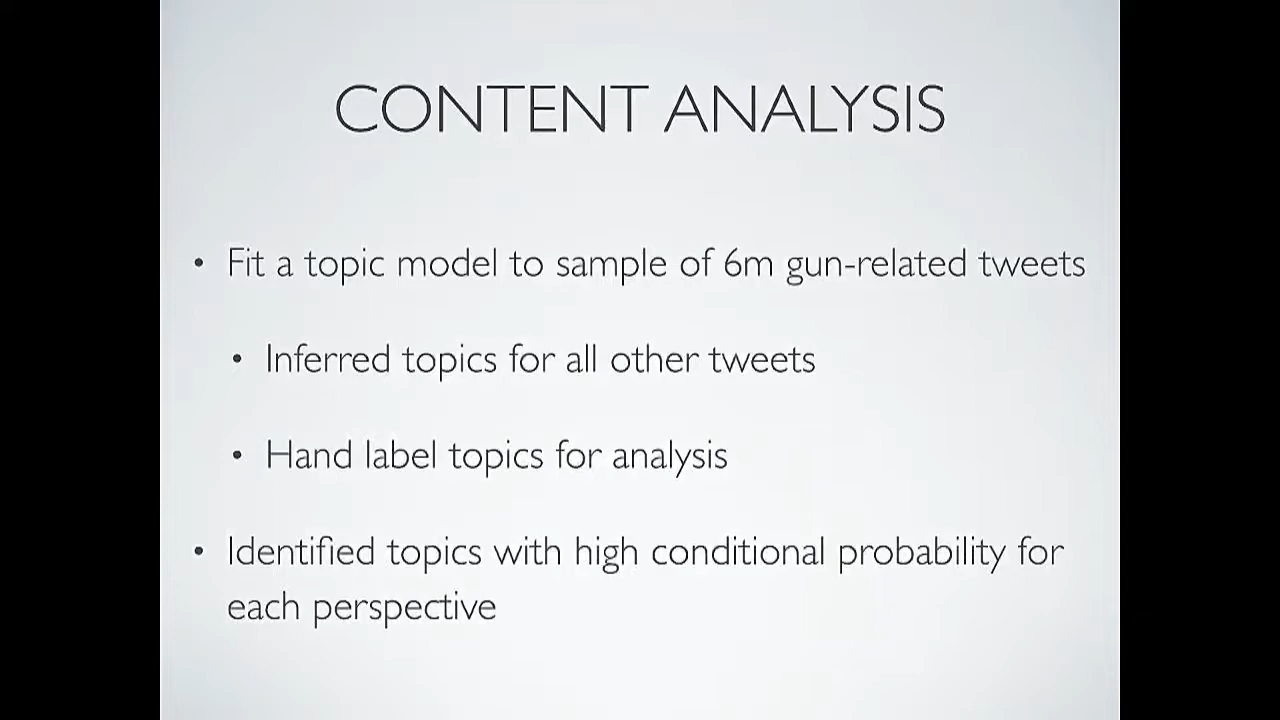 CONTENT ANALYSIS
• Fit a topic model to sample of 6m gun-related tweets
• Inferred topics for all other tweets
• Hand label topics for analysis
• Identified topics with high conditional probability for
each perspective